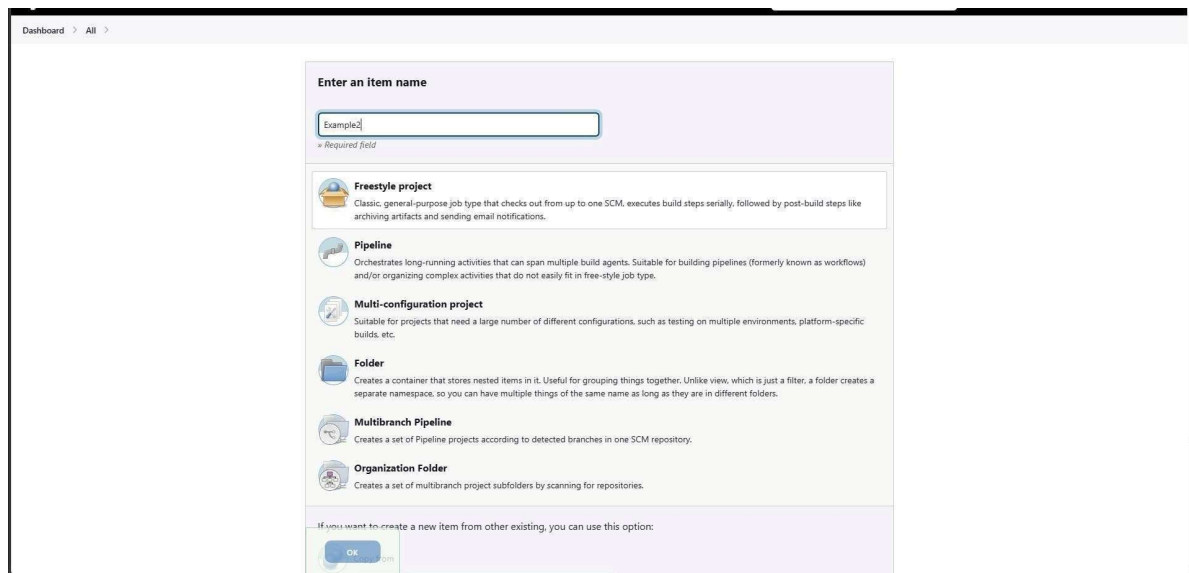 Dashboard > All >
Enter an item name
Example2
» Required field
Freestyle project
Classic, general-purpose job type that checks out from up to one SCM, executes build steps serially, followed by post-build steps like
archiving artifacts and sending email notifications.
Pipeline
Orchestrates long-running activities that can span multiple build agents. Suitable for building pipelines (formerly known as workflows)
and/or organizing complex activities that do not easily fit in free-style job type.
Multi-configuration project
Suitable for projects that need a large number of different configurations, such as testing on multiple environments, platform-specific
builds, etc.
Folder
Creates a container that stores nested items in it. Useful for grouping things together. Unlike view, which is just a filter, a folder creates a
separate namespace, so you can have multiple things of the same name as long as they are in different folders.
Multibranch Pipeline
Creates a set of Pipeline projects according to detected branches in one SCM repository.
Organization Folder
Creates a set of multibranch project subfolders by scanning for repositories.
If you want to create a new item from other existing, you can use this option:
OK
Copy from